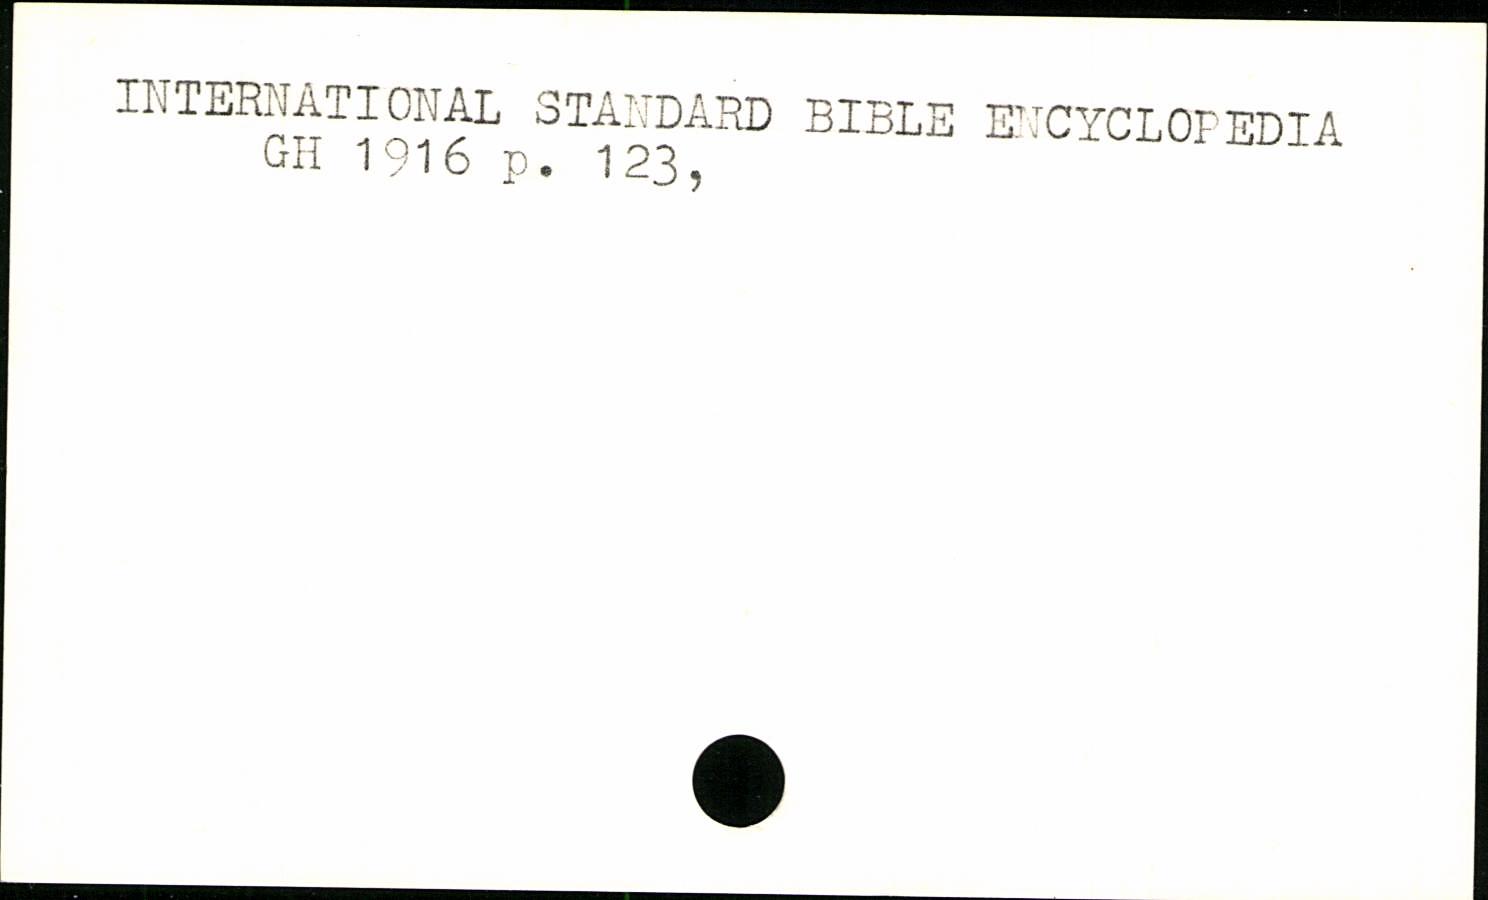 INTERNATIONAL STANDARD BIBLE ENCYCLOPEDIA
GH 1916 p. 123,